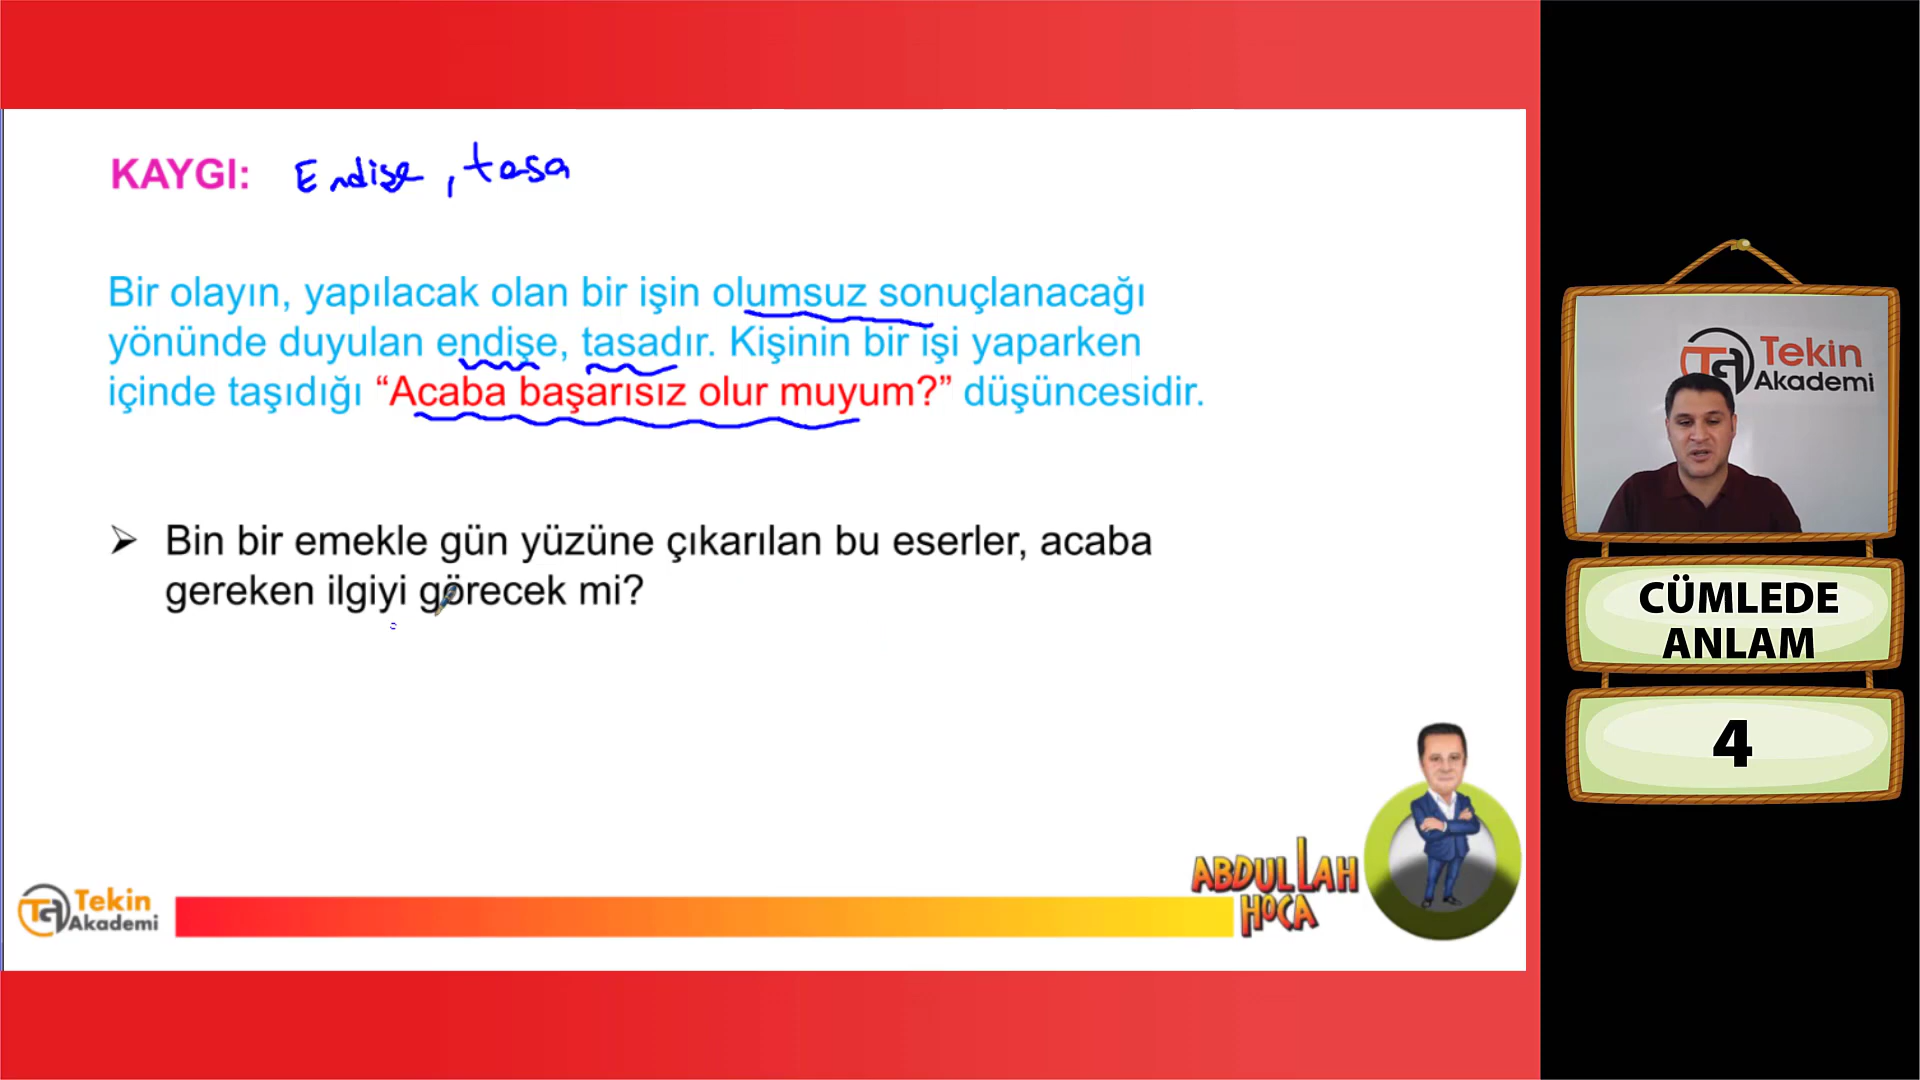 KAYGI: Endişe, tasa
Bir olayın, yapılacak olan bir işin olumsuz sonuçlanacağı
yönünde duyulan endişe, tasadır. Kişinin bir işi yaparken
içinde taşıdığı “Acaba başarısız olur muyum?” düşüncesidir.
➢ Bin bir emekle gün yüzüne çıkarılan bu eserler, acaba
gereken ilgiyi görecek mi?
Tekin
Akademi
ABDULLAH
HOCA
Tekin
Akademi
CÜMLEDE
ANLAM
4